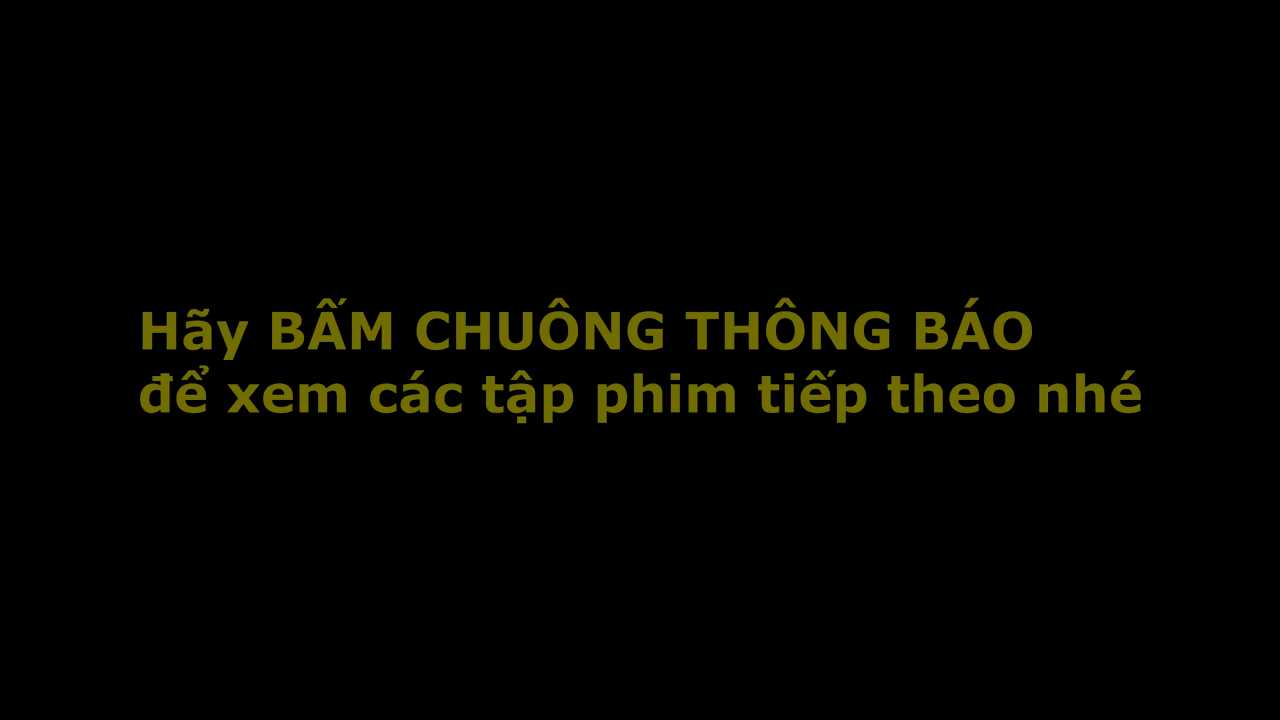 Hãy BẤM CHUÔNG THÔNG BÁO
để xem các tập phim tiếp theo nhé